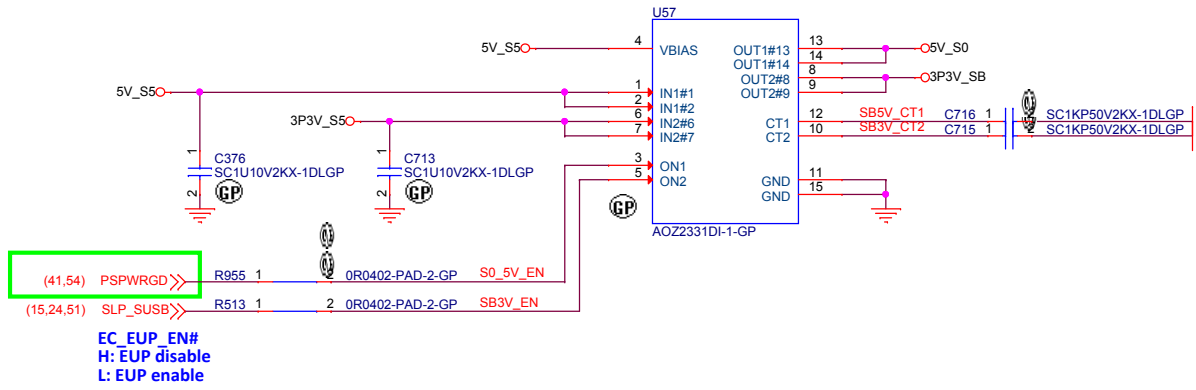 U57
5V_S5
4
VBIAS
OUT1#13
13
5V_S0
OUT1#14
14
OUT2#8
8
3P3V_SB
OUT2#9
9
5V_S5
1
IN1#1
2
IN1#2
3P3V_S5
6
IN2#6
7
IN2#7
CT1
12
SB5V_CT1
C716
1
SC1KP50V2KX-1DLGP
CT2
10
SB3V_CT2
C715
1
2
SC1KP50V2KX-1DLGP
1
C376
SC1U10V2KX-1DLGP
2
GP
1
C713
SC1U10V2KX-1DLGP
2
GP
3
ON1
5
ON2
GP
GND
11
GND
15
AOZ2331DI-1-GP
(41,54)
PSPWRGD
R955
1
2
0R0402-PAD-2-GP
S0_5V_EN
(15,24,51)
SLP_SUSB
R513
1
2
0R0402-PAD-2-GP
SB3V_EN
EC_EUP_EN#
H: EUP disable
L: EUP enable